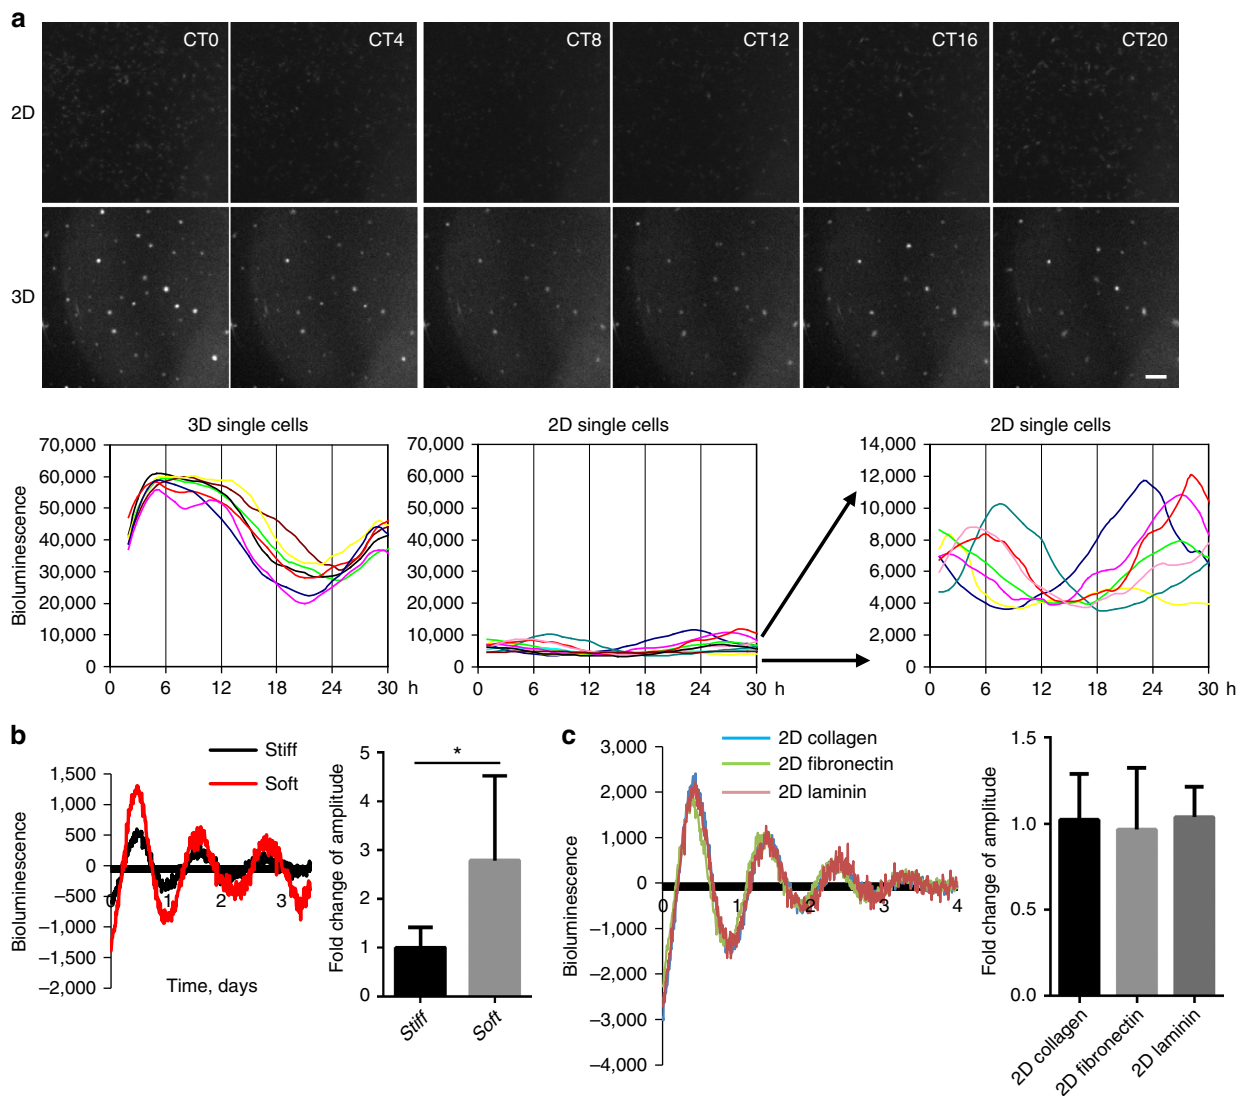 a
CT0 CT4 CT8 CT12 CT16 CT20
2D
3D
3D single cells
Bioluminescence
70,000
60,000
50,000
40,000
30,000
20,000
10,000
0
0 6 12 18 24 30 h
2D single cells
70,000
60,000
50,000
40,000
30,000
20,000
10,000
0
0 6 12 18 24 30 h
2D single cells
14,000
12,000
10,000
8,000
6,000
4,000
2,000
0
0 6 12 18 24 30 h
b
Stiff
Soft
Bioluminescence
1,500
1,000
500
0
−500
−1,000
−1,500
−2,000
0 1 2 3
Time, days
Fold change of amplitude
5
4
3
2
1
0
*
Stiff Soft
c
2D collagen
2D fibronectin
2D laminin
Bioluminescence
3,000
2,000
1,000
0
−1,000
−2,000
−3,000
−4,000
0 1 2 3 4
Fold change of amplitude
1.5
1.0
0.5
0.0
2D collagen
2D fibronectin
2D laminin